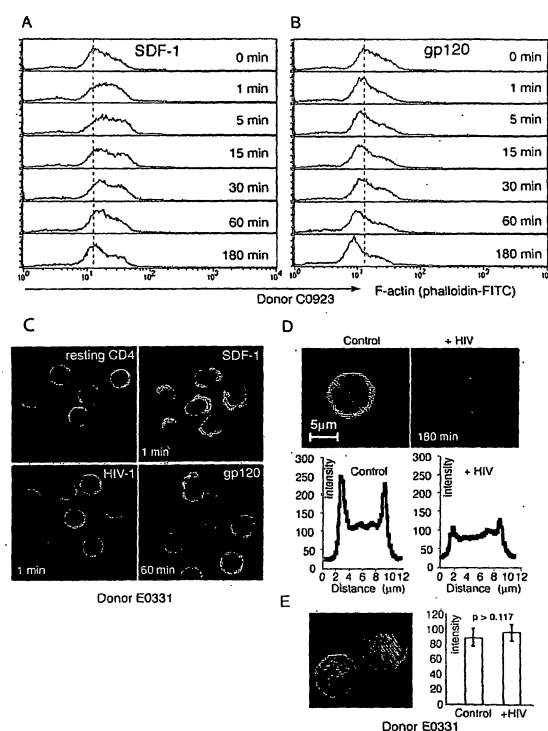 A
B
SDF-1
gp120
0 min
0 min
1 min
1 min
5 min
5 min
15 min
15 min
30 min
30 min
60 min
60 min
180 min
180 min
10⁰ 10¹ 10² 10³ 10⁴
10⁰ 10¹ 10² 10³ 10⁴
Donor C0923
F-actin (phalloidin-FITC)
C
resting CD4
SDF-1
1 min
HIV-1
gp120
1 min
60 min
Donor E0331
D
Control
+ HIV
5μm
180 min
300
250
200
150
100
50
0
intensity
Control
0 2 4 6 8 10 12
Distance (μm)
300
250
200
150
100
50
0
intensity
+ HIV
0 2 4 6 8 10 12
Distance (μm)
E
120
100
80
60
40
20
0
intensity
p > 0.117
Control
+HIV
Donor E0331